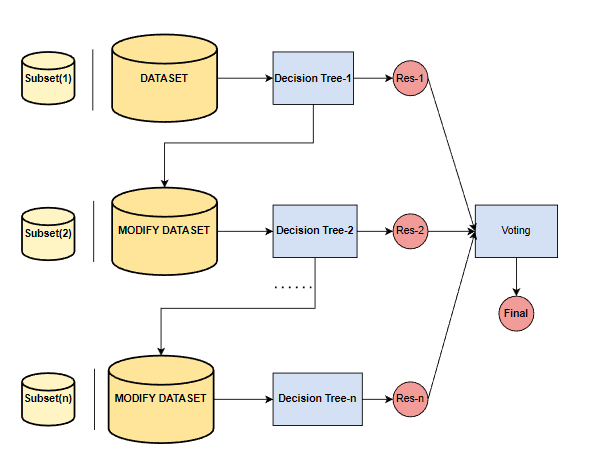 Subset(1)
DATASET
Decision Tree-1
Res-1
Subset(2)
MODIFY DATASET
Decision Tree-2
Res-2
Voting
......
Final
Subset(n)
MODIFY DATASET
Decision Tree-n
Res-n